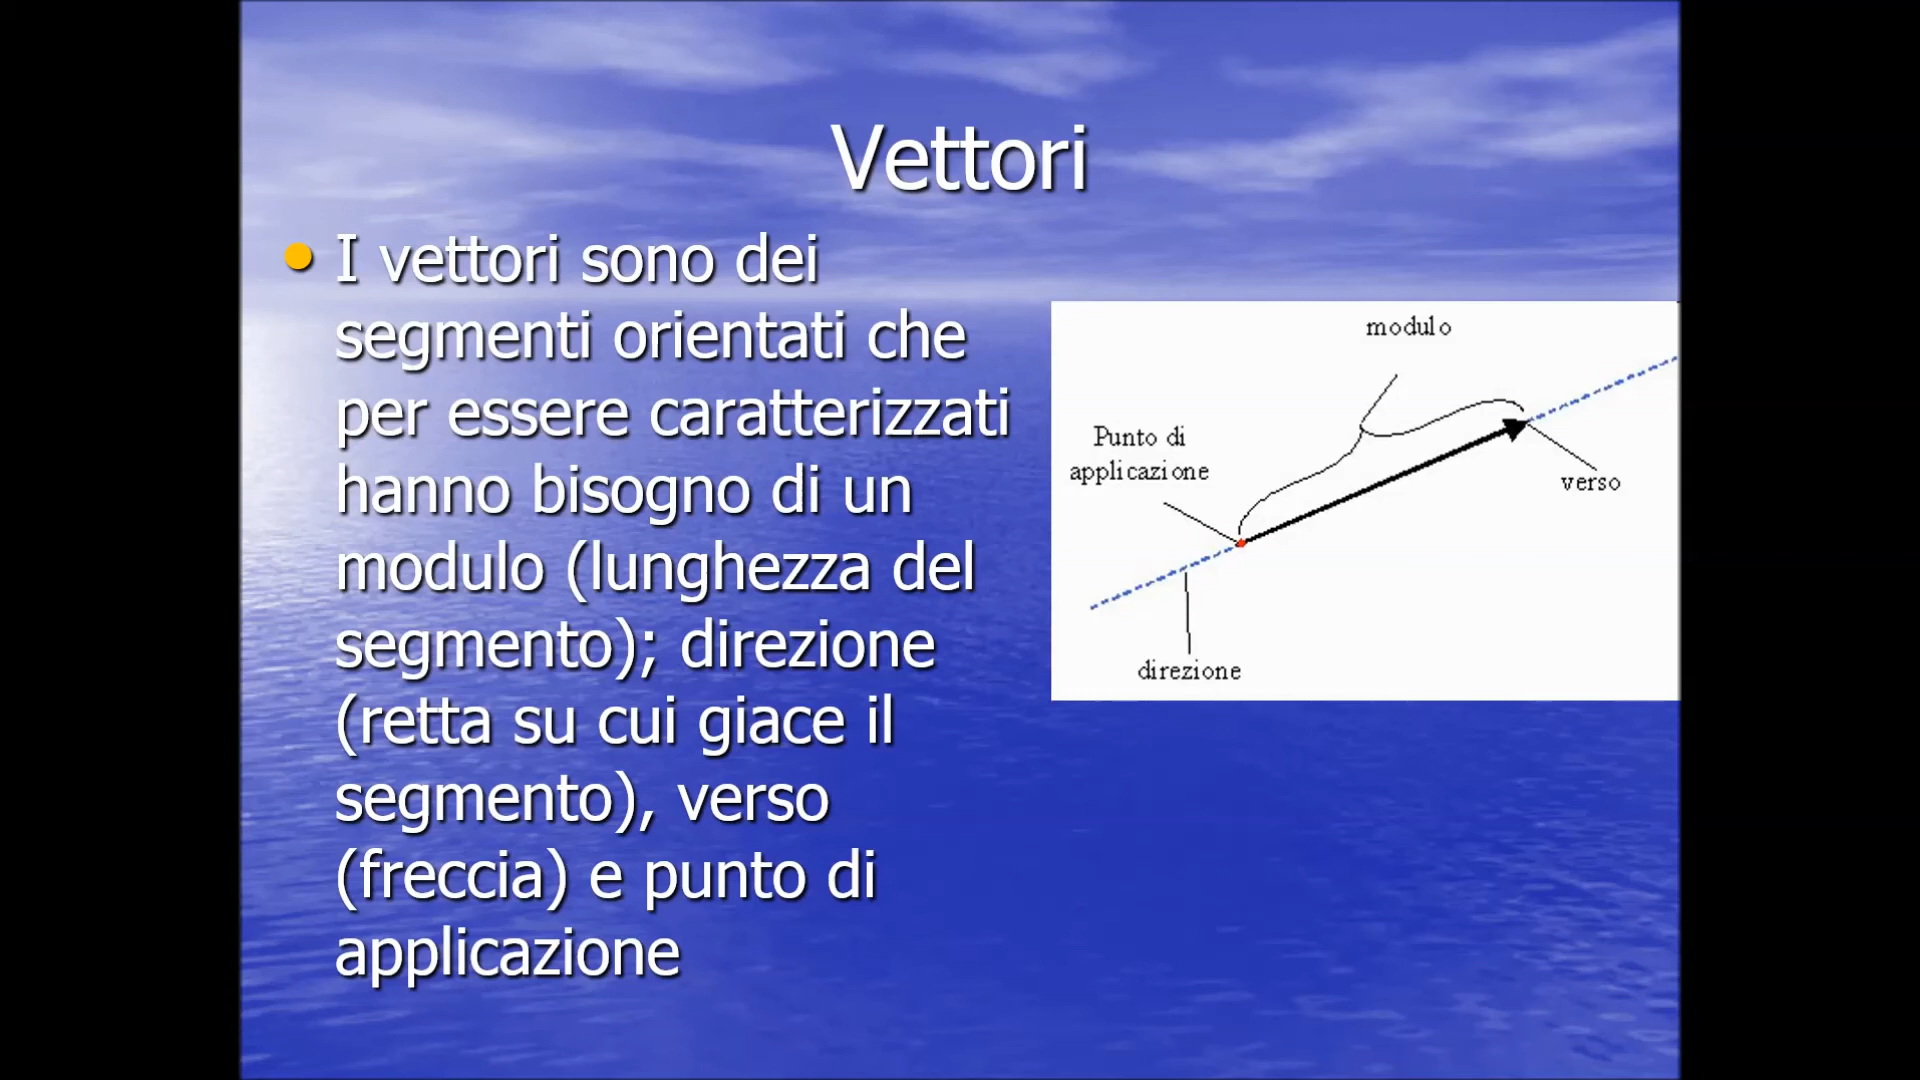 Vettori
I vettori sono dei
segmenti orientati che
per essere caratterizzati
hanno bisogno di un
modulo (lunghezza del
segmento); direzione
(retta su cui giace il
segmento), verso
(freccia) e punto di
applicazione
modulo
Punto di
applicazione
verso
direzione